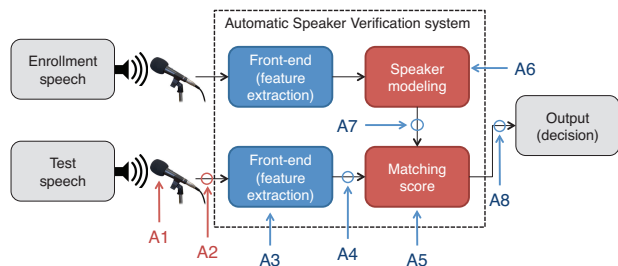 Automatic Speaker Verification system
Enrollment
speech
Front-end
(feature
extraction)
Speaker
modeling
A6
A7
Output
(decision)
Test
speech
Front-end
(feature
extraction)
Matching
score
A8
A1
A2
A3
A4
A5